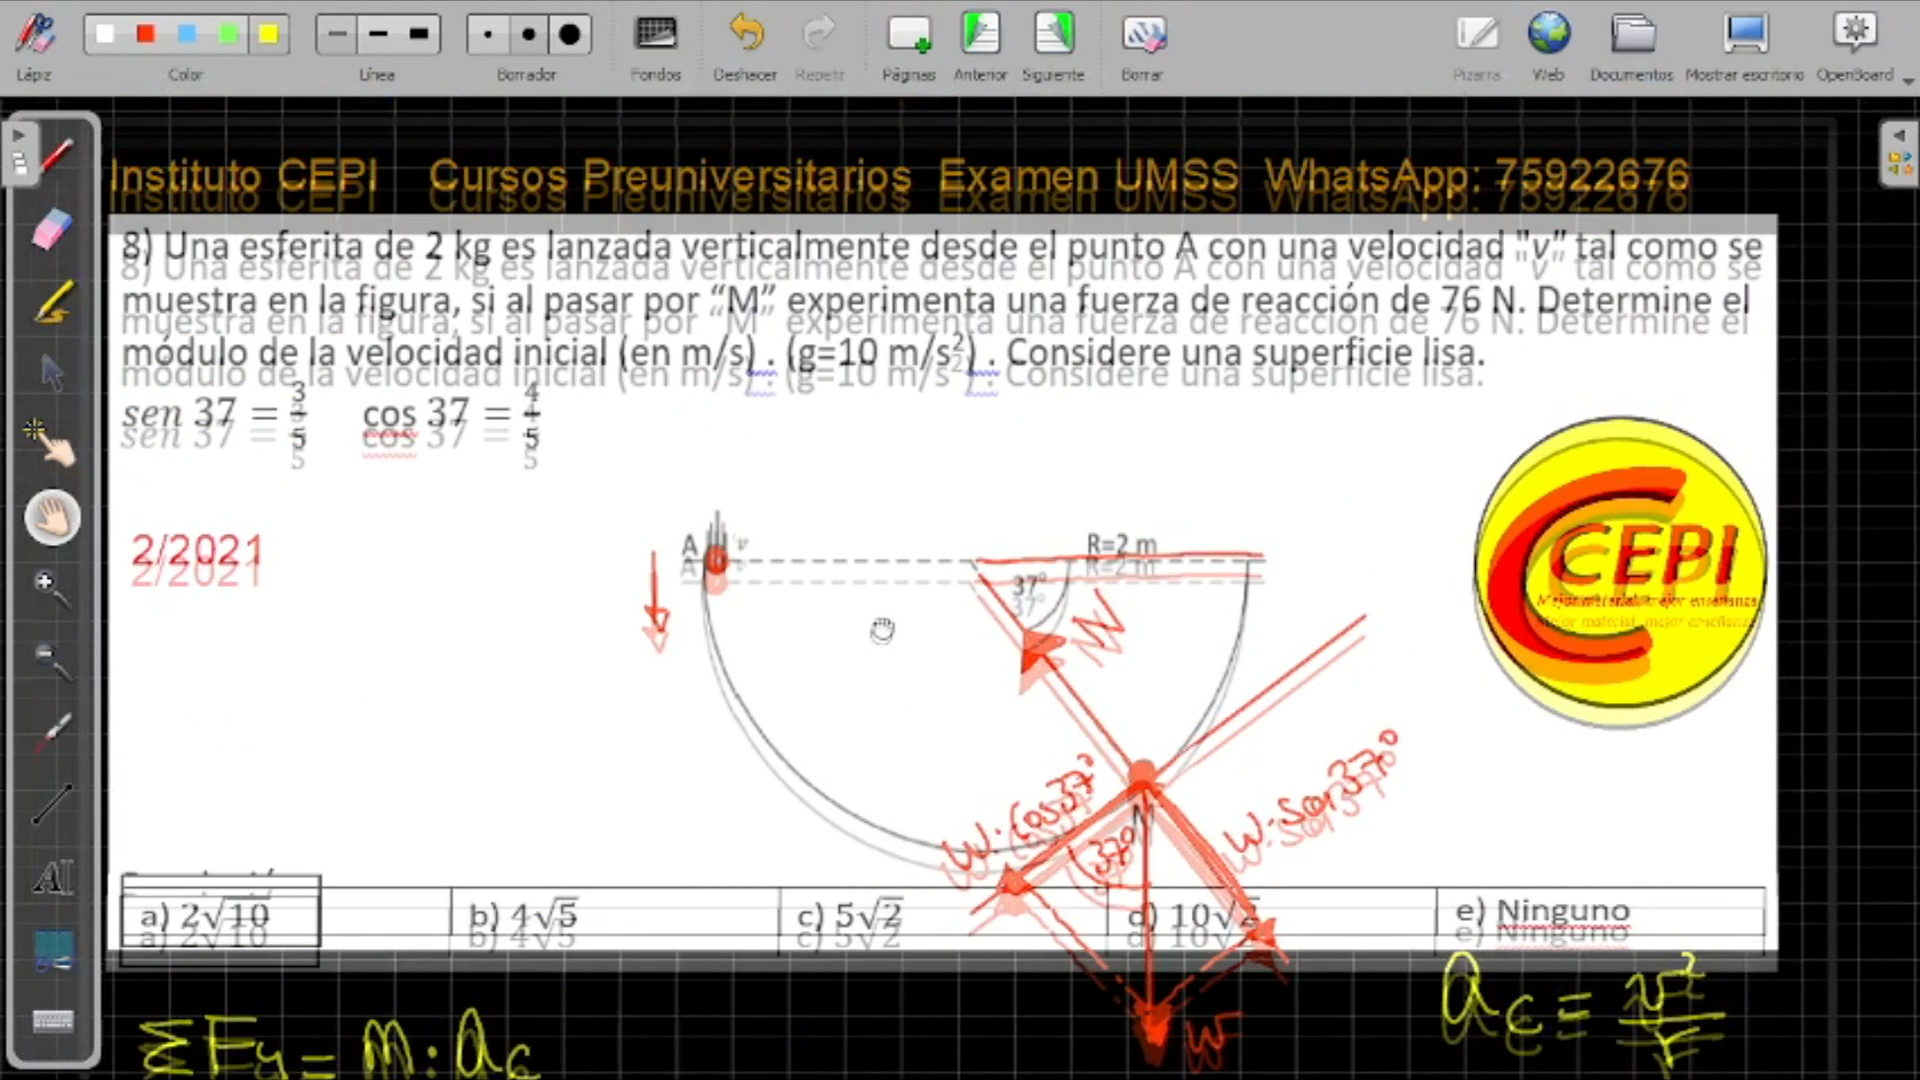 Lápiz Color Línea Borrador Fondos Deshacer Repetir Páginas Anterior Siguiente Borrar Pizarra Web Documentos Mostrar escritorio OpenBoard
Instituto CEPI Cursos Preuniversitarios Examen UMSS WhatsApp: 75922676
8) Una esferita de 2 kg es lanzada verticalmente desde el punto A con una velocidad "v" tal como se
muestra en la figura, si al pasar por “M” experimenta una fuerza de reacción de 76 N. Determine el
módulo de la velocidad inicial (en m/s) . (g=10 m/s²) . Considere una superficie lisa.
sen 37 = 3/5 cos 37 = 4/5
2/2021
A v R=2 m
37°
N
CEPI
Mejor material, mejor enseñanza
W·Cos37° 37° W·Sen37°
M
a) 2√10 b) 4√5 c) 5√2 d) 10√2 e) Ninguno
W
ac = v²/r
ΣFy = m·ac